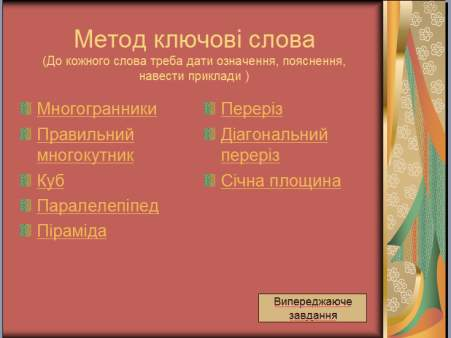 Метод ключові слова
(До кожного слова треба дати означення, пояснення,
навести приклади )
Многогранники
Правильний
многокутник
Куб
Паралелепіпед
Піраміда
Переріз
Діагональний
переріз
Січна площина
Випереджаюче
завдання